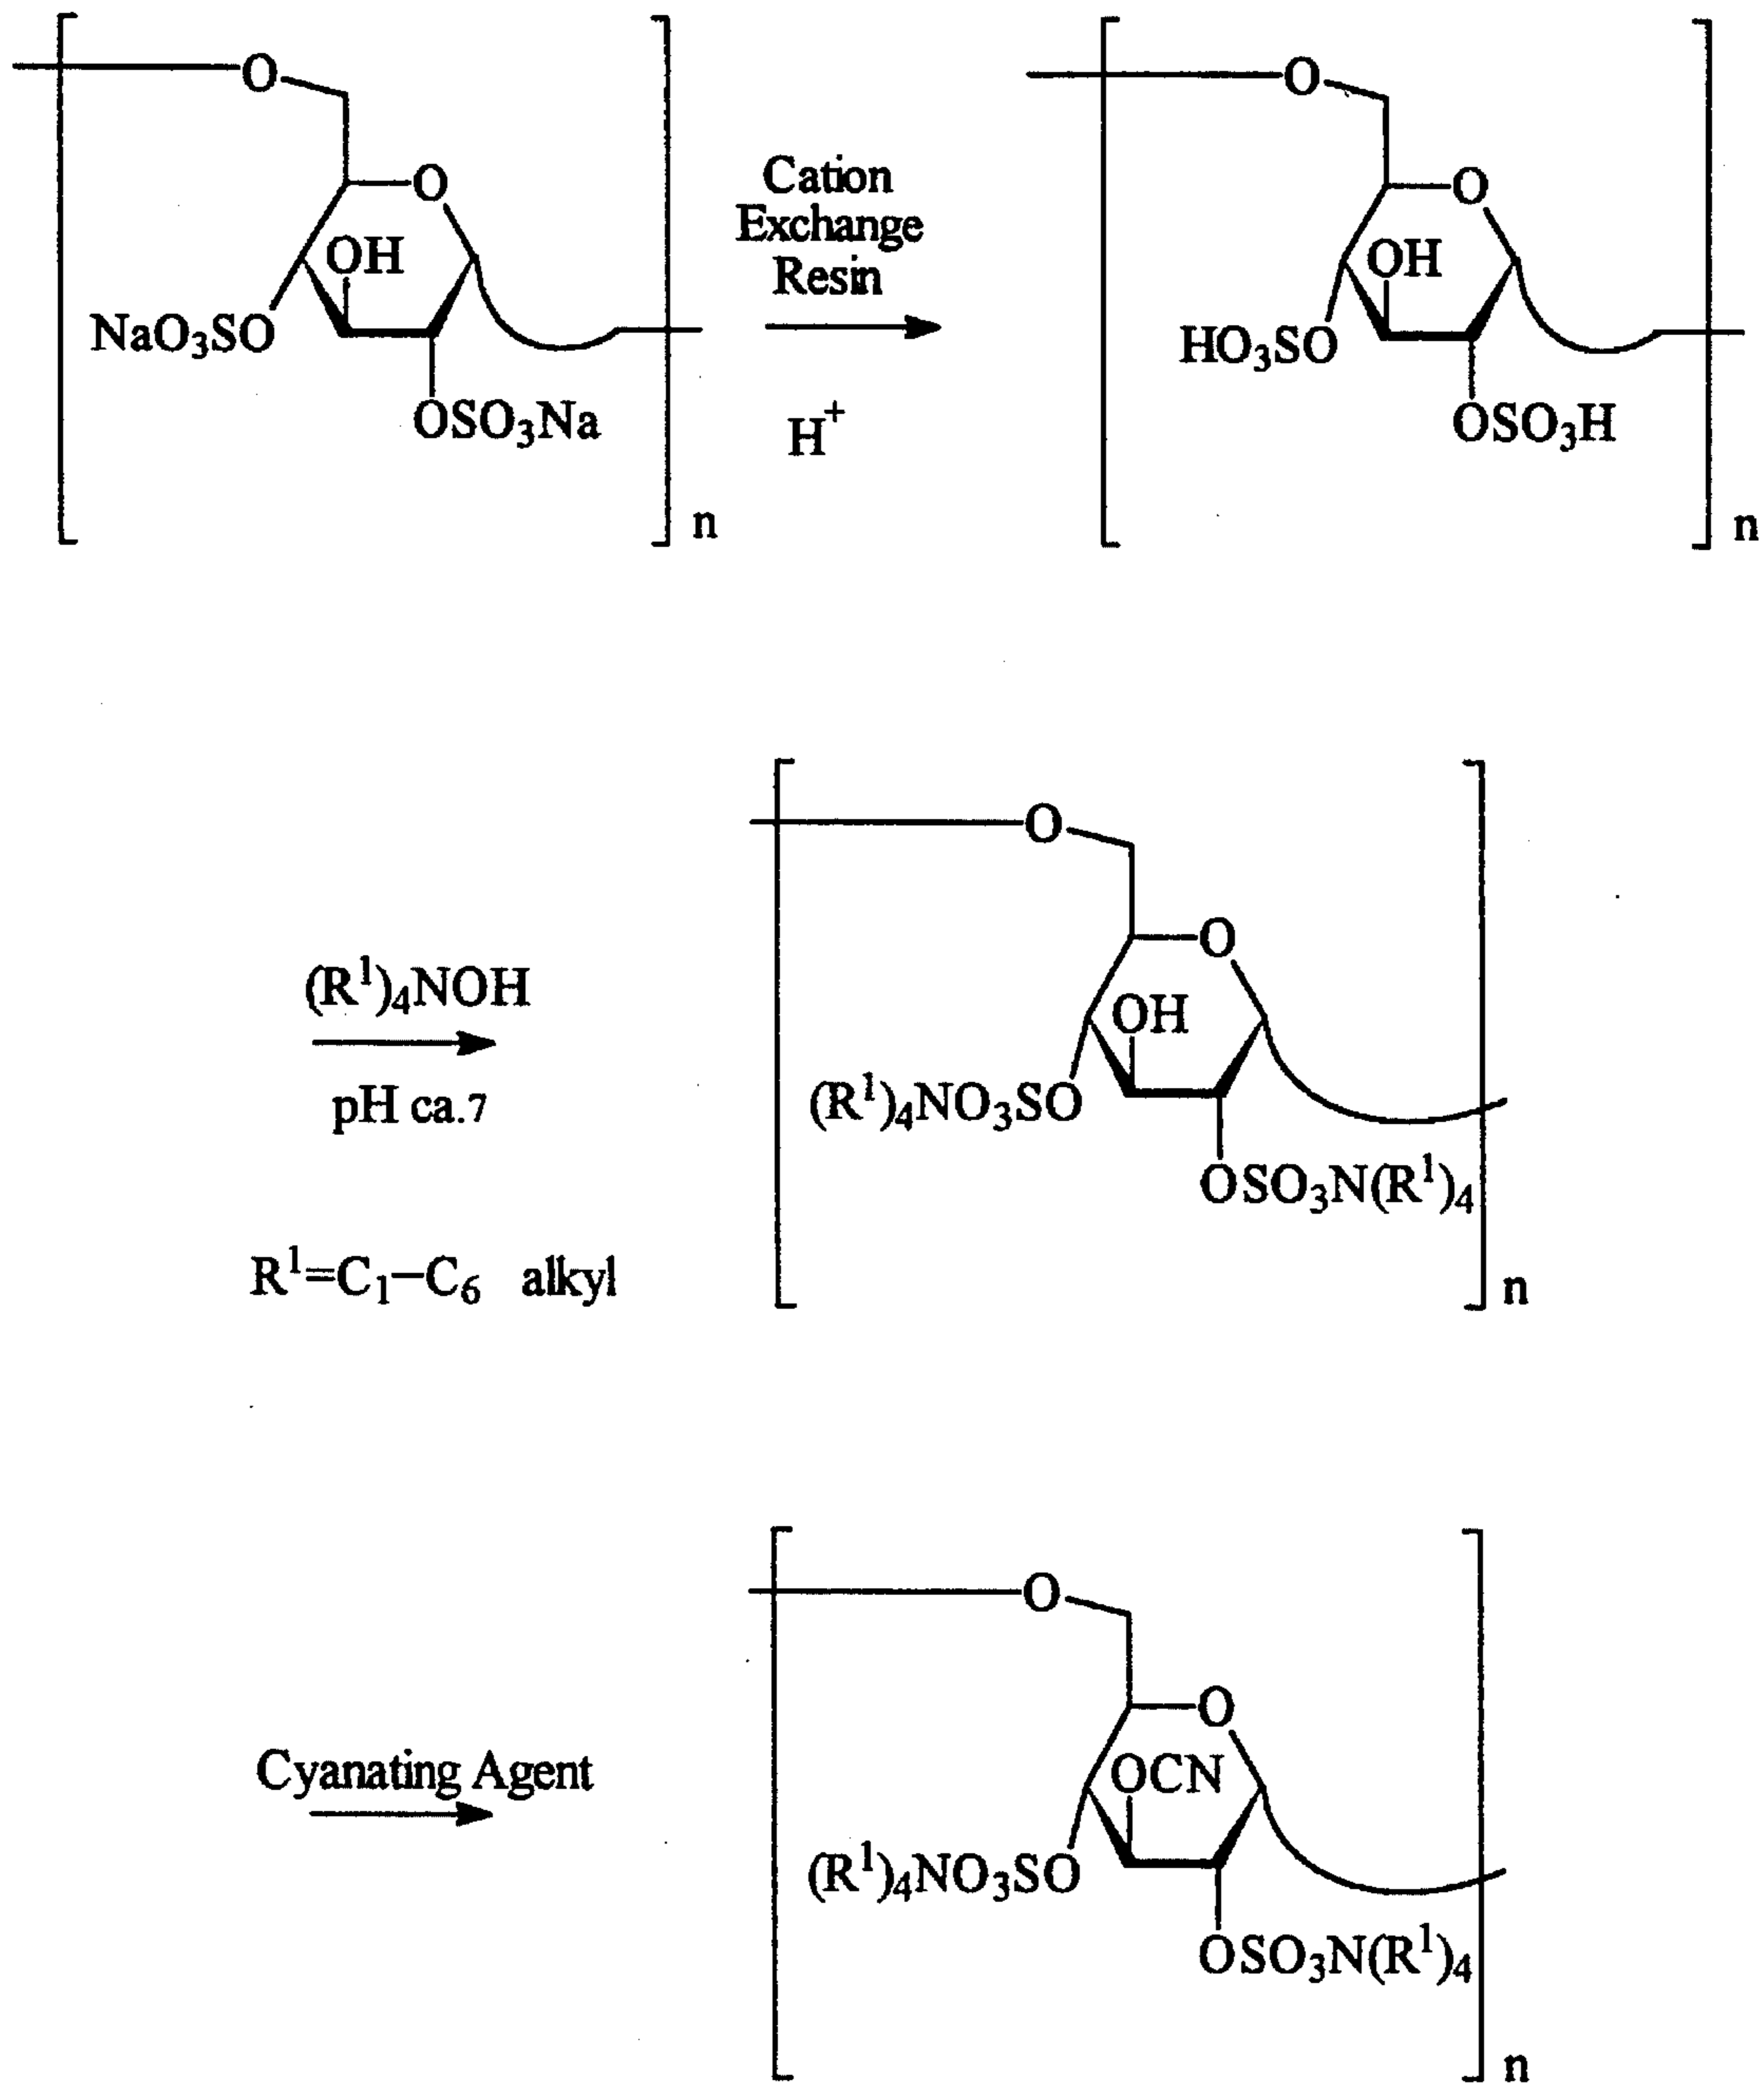 O
O
O
O
OH
Cation
Exchange
Resin
OH
NaO₃SO
HO₃SO
OSO₃Na
H⁺
OSO₃H
n
n
O
O
(R¹)₄NOH
OH
pH ca.7
(R¹)₄NO₃SO
OSO₃N(R¹)₄
R¹=C₁–C₆ alkyl
n
O
O
Cyanating Agent
OCN
(R¹)₄NO₃SO
OSO₃N(R¹)₄
n